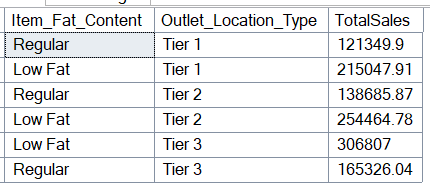 Item_Fat_Content Outlet_Location_Type TotalSales
Regular Tier 1 121349.9
Low Fat Tier 1 215047.91
Regular Tier 2 138685.87
Low Fat Tier 2 254464.78
Low Fat Tier 3 306807
Regular Tier 3 165326.04